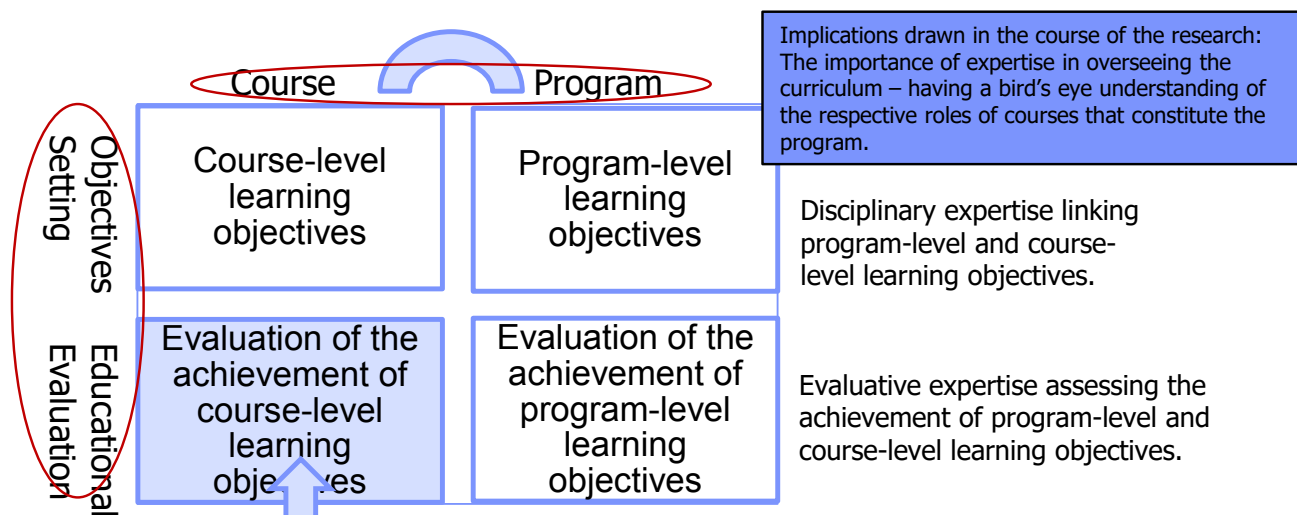 Implications drawn in the course of the research:
The importance of expertise in overseeing the
curriculum – having a bird’s eye understanding of
the respective roles of courses that constitute the
program.
Course
Program
Objectives
Setting
Course-level
learning
objectives
Program-level
learning
objectives
Disciplinary expertise linking
program-level and course-
level learning objectives.
Educational
Evaluation
Evaluation of the
achievement of
course-level
learning
objectives
Evaluation of the
achievement of
program-level
learning
objectives
Evaluative expertise assessing the
achievement of program-level and
course-level learning objectives.